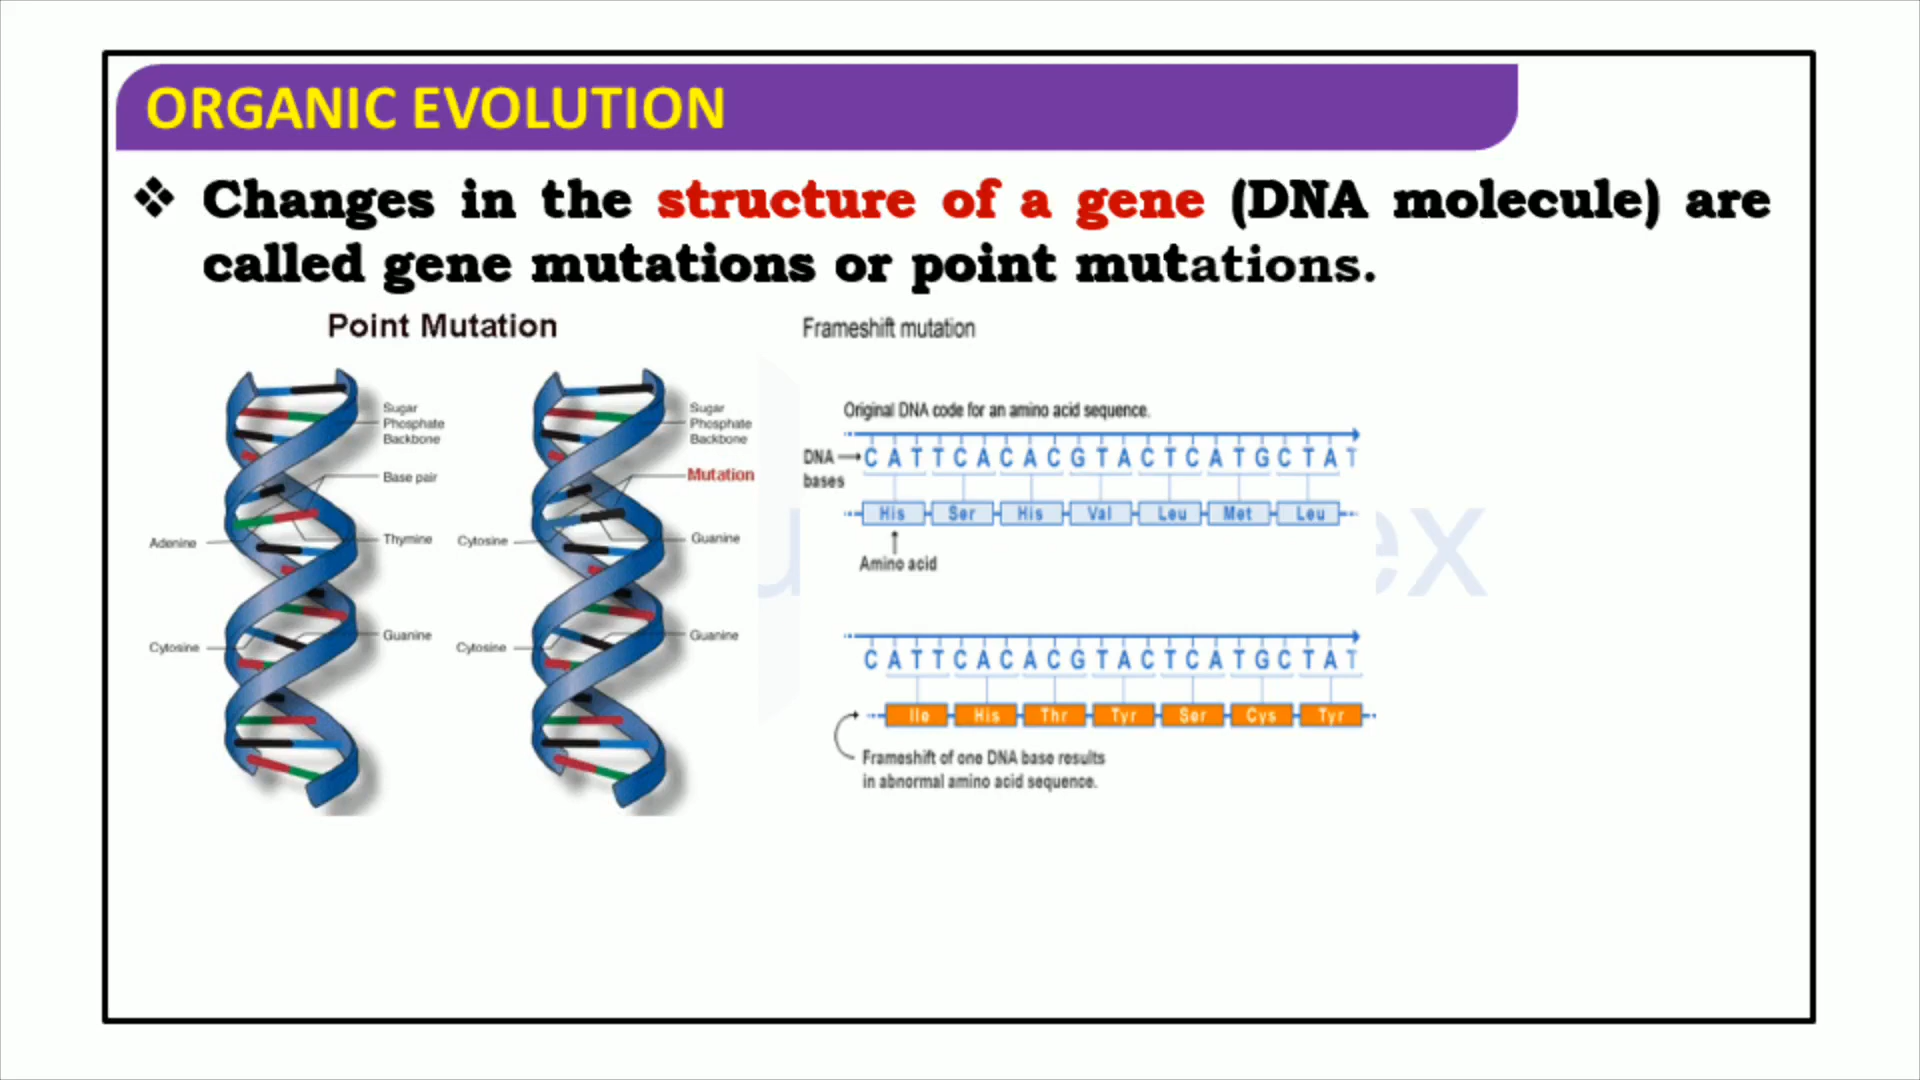 ORGANIC EVOLUTION
❖ Changes in the structure of a gene (DNA molecule) are
called gene mutations or point mutations.
Point Mutation
Sugar
Phosphate
Backbone
Base pair
Adenine
Thymine
Cytosine
Guanine
Sugar
Phosphate
Backbone
Mutation
Cytosine
Guanine
Cytosine
Guanine
Frameshift mutation
Original DNA code for an amino acid sequence.
DNA bases
C A T T C A C A C G T A C T C A T G C T A T
His Ser His Val Leu Met Leu
Amino acid
C A T T C A C A C G T A C T C A T G C T A T
Ile His Thr Tyr Ser Cys Tyr
Frameshift of one DNA base results
in abnormal amino acid sequence.